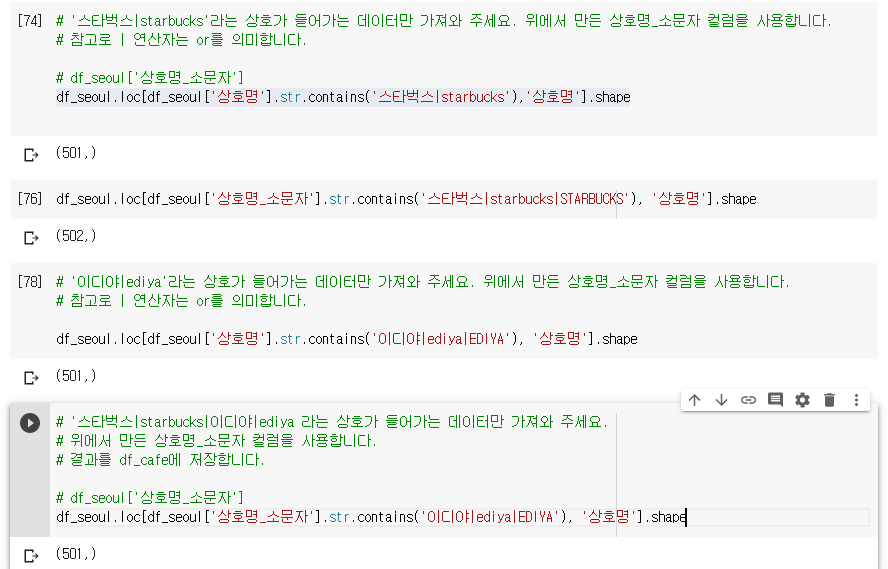 [74] # '스타벅스|starbucks'라는 상호가 들어가는 데이터만 가져와 주세요. 위에서 만든 상호명_소문자 컬럼을 사용합니다.
# 참고로 | 연산자는 or를 의미합니다.
# df_seoul['상호명_소문자']
df_seoul.loc[df_seoul['상호명'].str.contains('스타벅스|starbucks'),'상호명'].shape
(501,)
[76] df_seoul.loc[df_seoul['상호명_소문자'].str.contains('스타벅스|starbucks|STARBUCKS'), '상호명'].shape
(502,)
[78] # '이디야|ediya'라는 상호가 들어가는 데이터만 가져와 주세요. 위에서 만든 상호명_소문자 컬럼을 사용합니다.
# 참고로 | 연산자는 or를 의미합니다.
df_seoul.loc[df_seoul['상호명'].str.contains('이디야|ediya|EDIYA'), '상호명'].shape
(501,)
# '스타벅스|starbucks|이디야|ediya 라는 상호가 들어가는 데이터만 가져와 주세요.
# 위에서 만든 상호명_소문자 컬럼을 사용합니다.
# 결과를 df_cafe에 저장합니다.
# df_seoul['상호명_소문자']
df_seoul.loc[df_seoul['상호명_소문자'].str.contains('이디야|ediya|EDIYA'), '상호명'].shape
(501,)